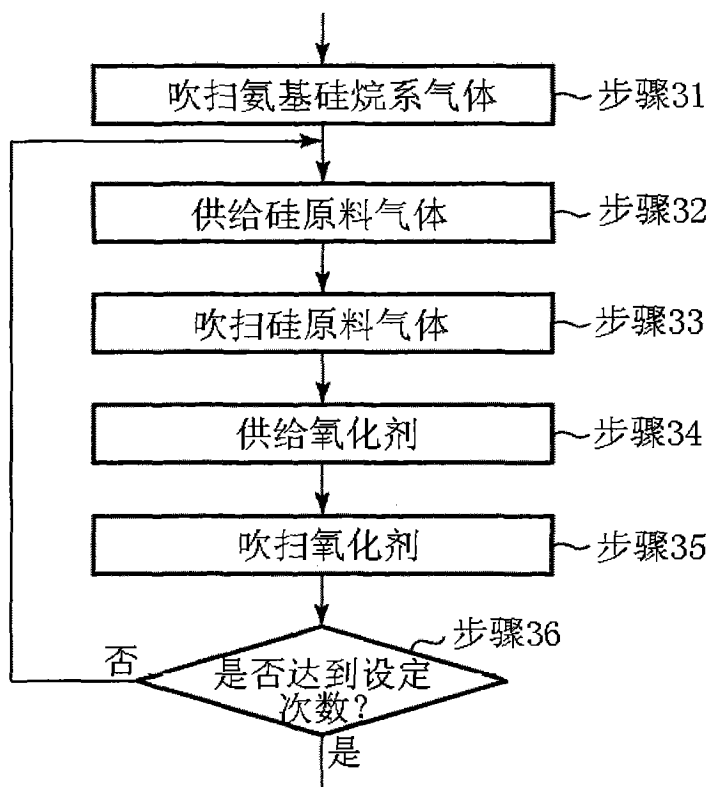 吹扫氨基硅烷系气体 步骤31
供给硅原料气体 步骤32
吹扫硅原料气体 步骤33
供给氧化剂 步骤34
吹扫氧化剂 步骤35
步骤36
否
是否达到设定
次数?
是